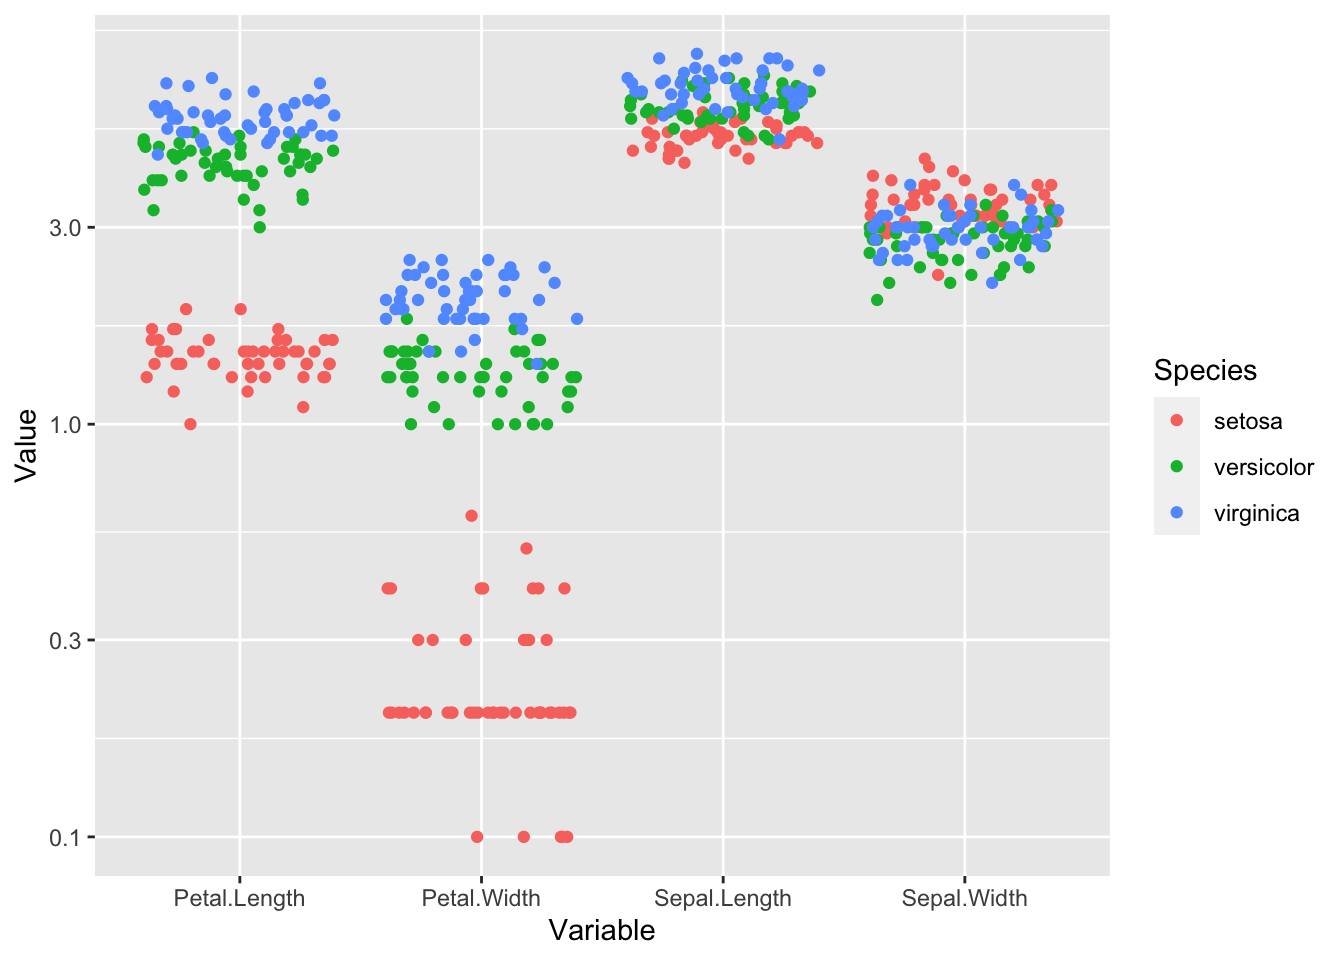 3.0
1.0
0.3
0.1
Value
Petal.Length Petal.Width Sepal.Length Sepal.Width
Variable
Species
setosa
versicolor
virginica